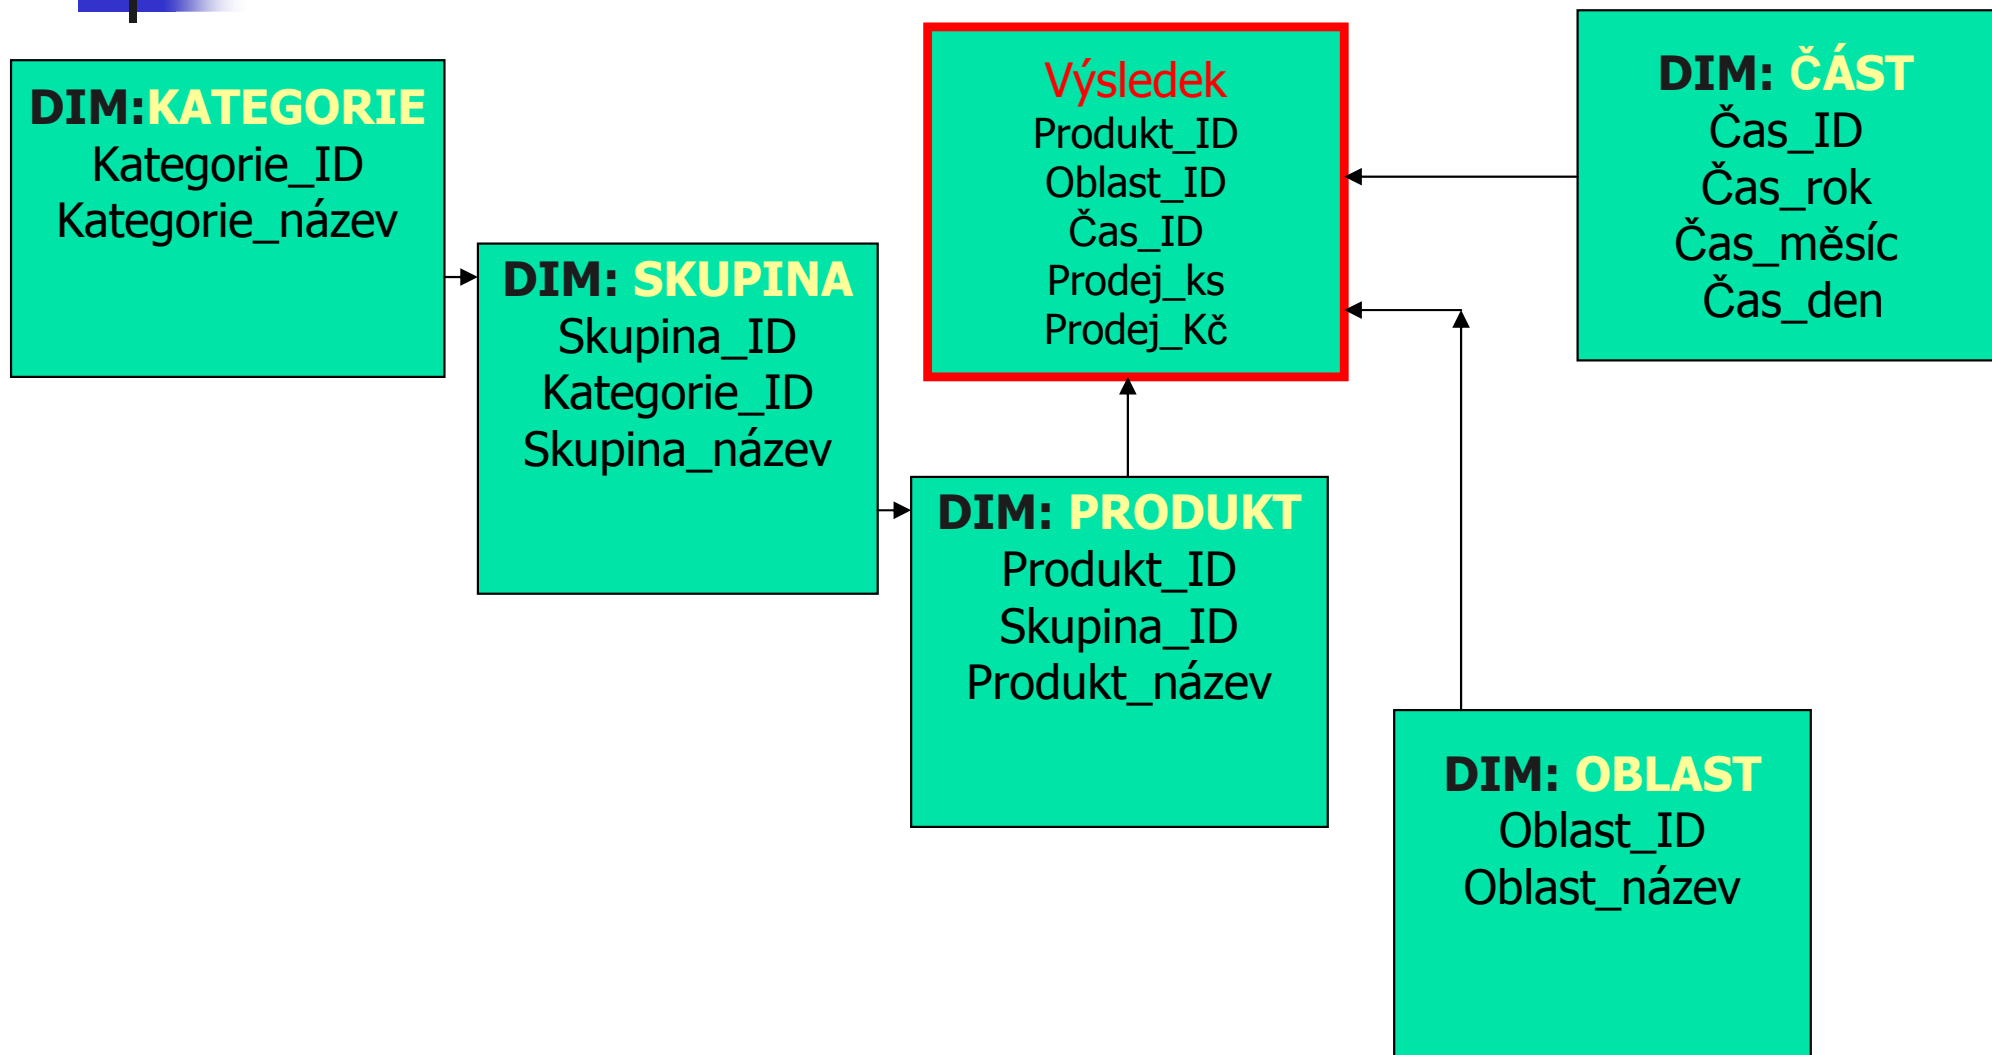 DIM:KATEGORIE
Kategorie_ID
Kategorie_název
DIM: SKUPINA
Skupina_ID
Kategorie_ID
Skupina_název
Výsledek
Produkt_ID
Oblast_ID
Čas_ID
Prodej_ks
Prodej_Kč
DIM: PRODUKT
Produkt_ID
Skupina_ID
Produkt_název
DIM: ČÁST
Čas_ID
Čas_rok
Čas_měsíc
Čas_den
DIM: OBLAST
Oblast_ID
Oblast_název